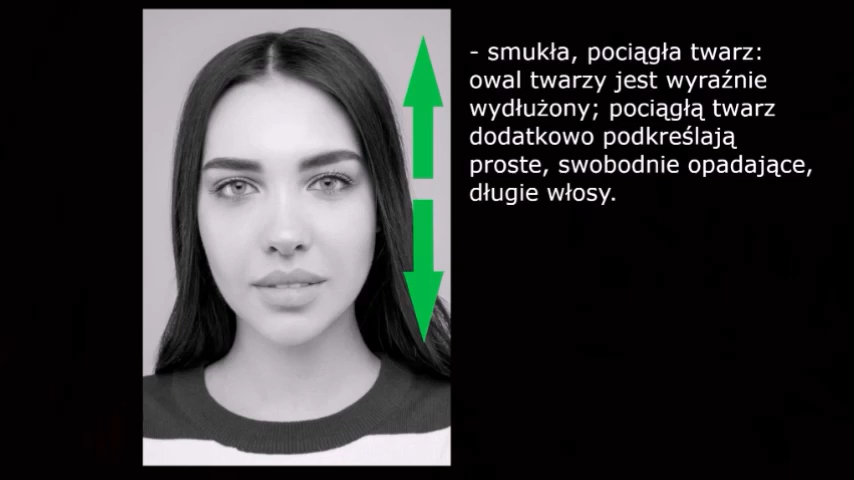 - smukła, pociągła twarz:
owal twarzy jest wyraźnie
wydłużony; pociągłą twarz
dodatkowo podkreślają
proste, swobodnie opadające,
długie włosy.